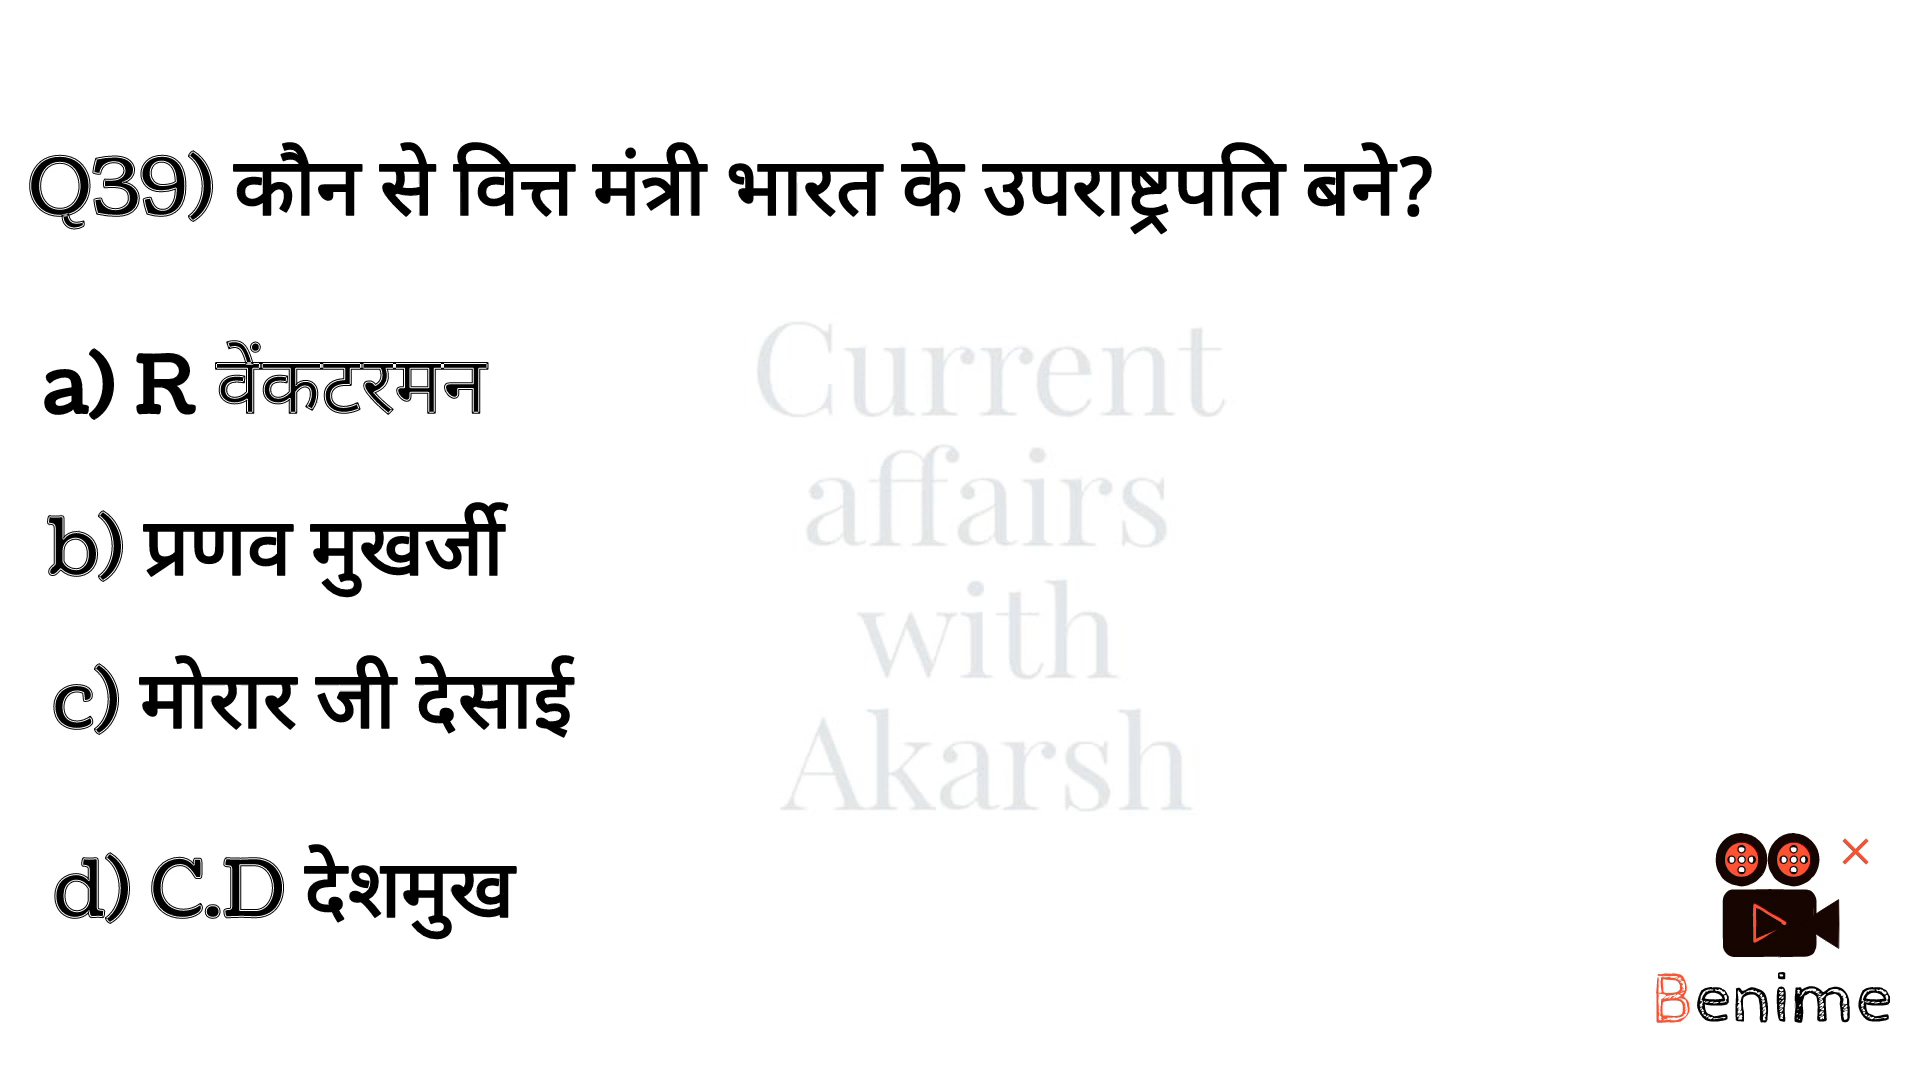 Q39) कौन से वित्त मंत्री भारत के उपराष्ट्रपति बने?
a) R वेंकटरमन
b) प्रणव मुखर्जी
c) मोरार जी देसाई
d) C.D देशमुख
Current
affairs
with
Akarsh
Benime